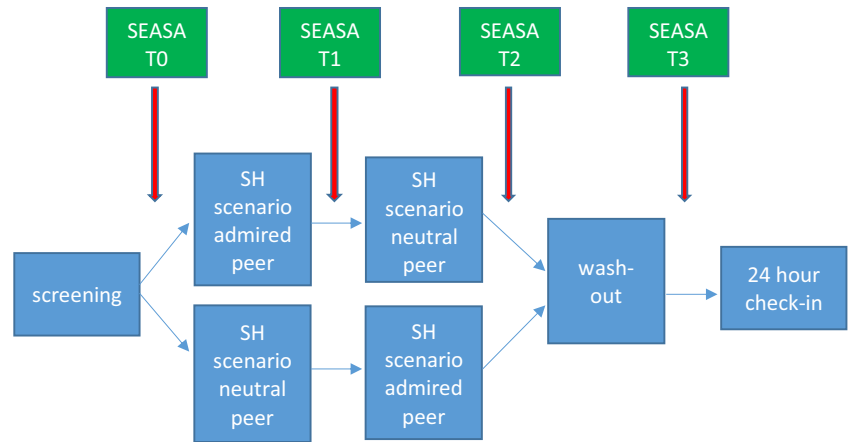 SEASA
T0
SEASA
T1
SEASA
T2
SEASA
T3
SH
scenario
admired
peer
SH
scenario
neutral
peer
screening
wash-
out
24 hour
check-in
SH
scenario
neutral
peer
SH
scenario
admired
peer